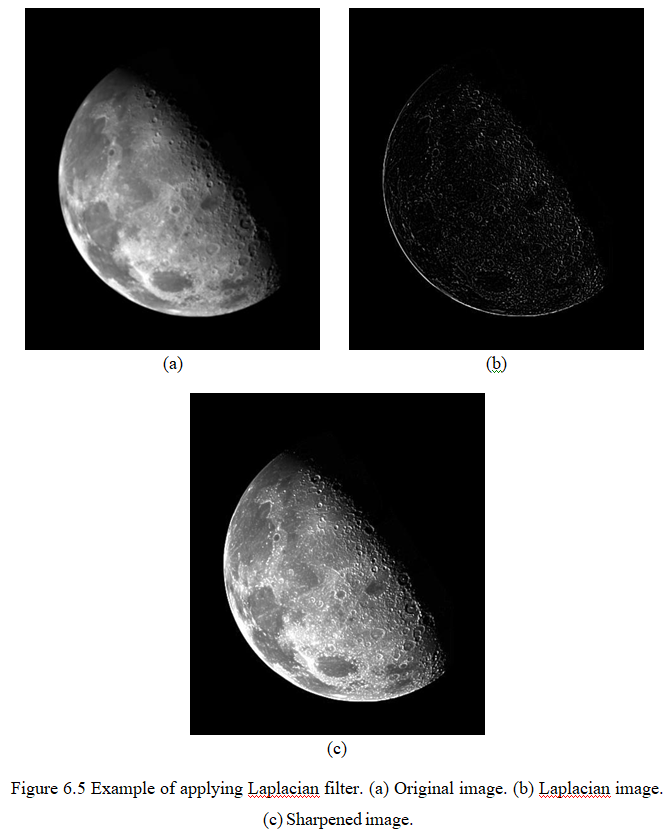 (a)
(b)
(c)
Figure 6.5 Example of applying Laplacian filter. (a) Original image. (b) Laplacian image.
(c) Sharpened image.